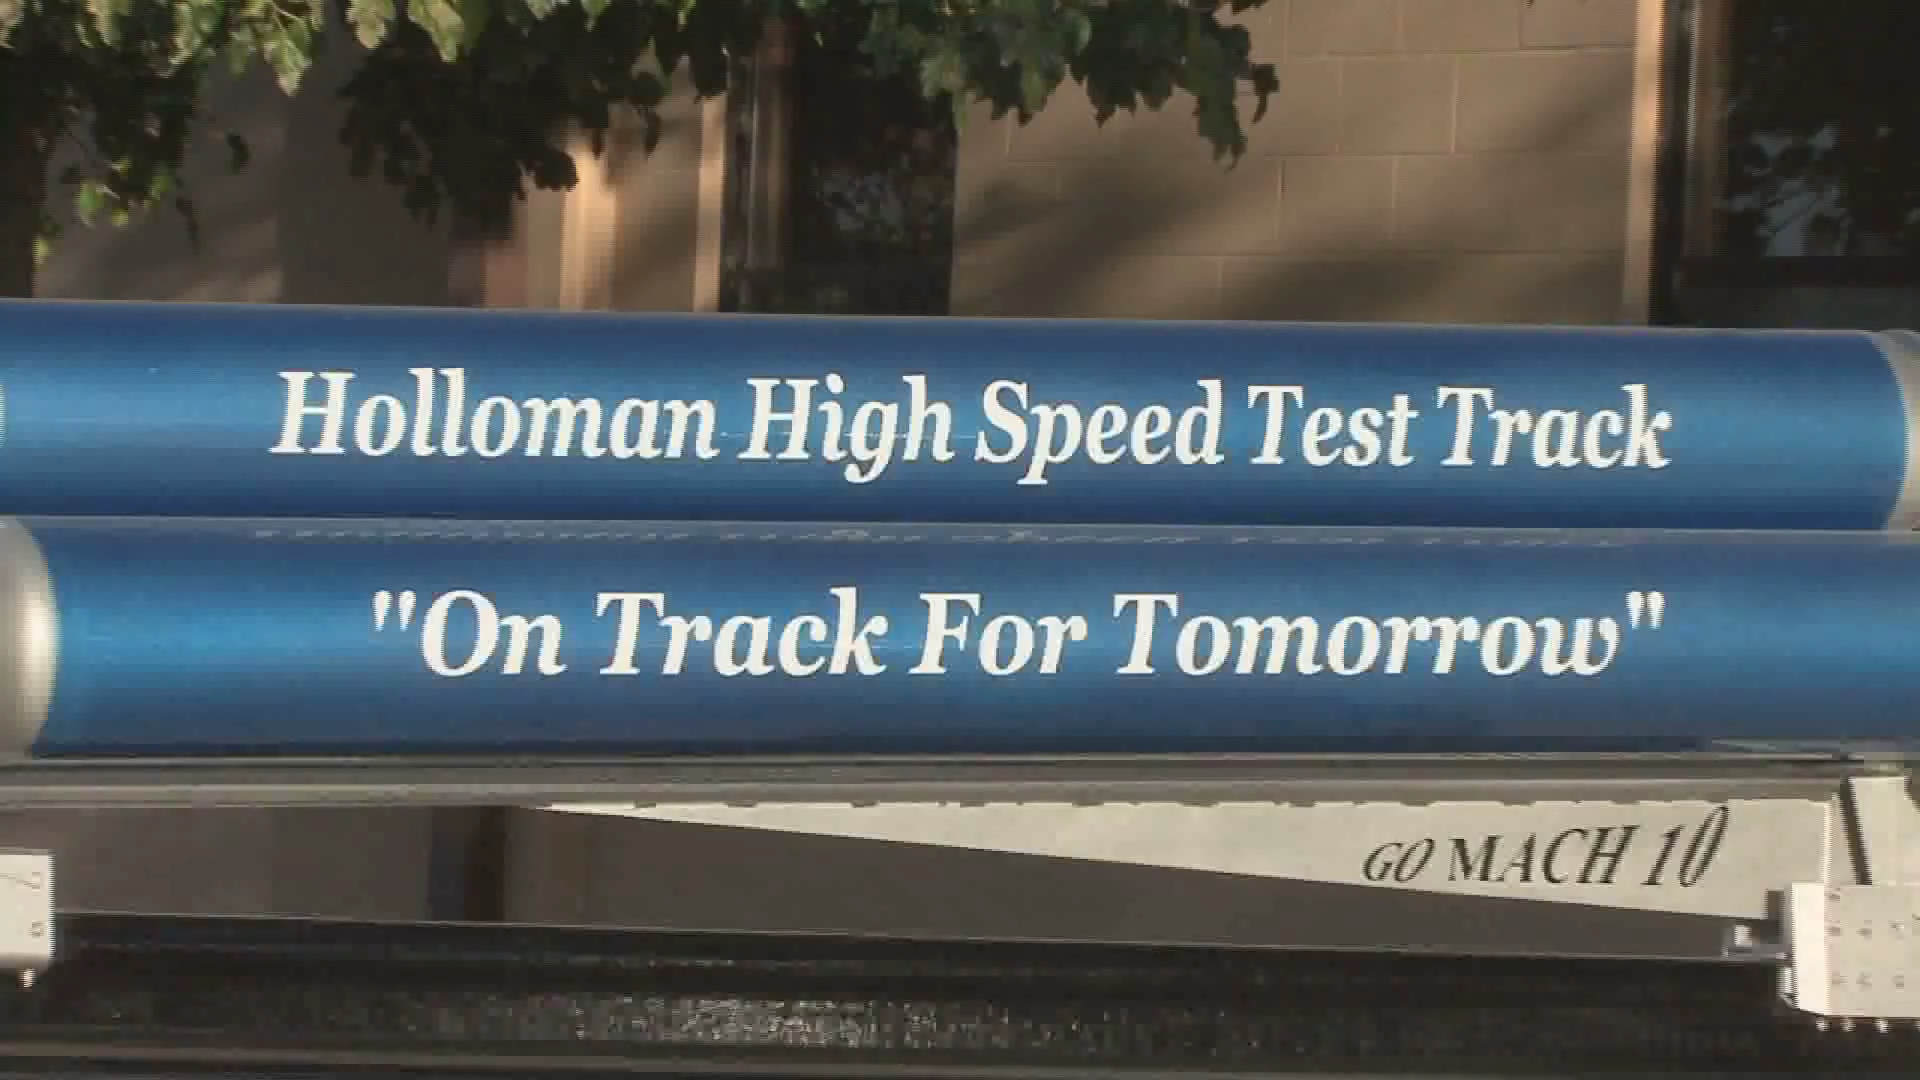 Holloman High Speed Test Track
"On Track For Tomorrow"
GO MACH 10